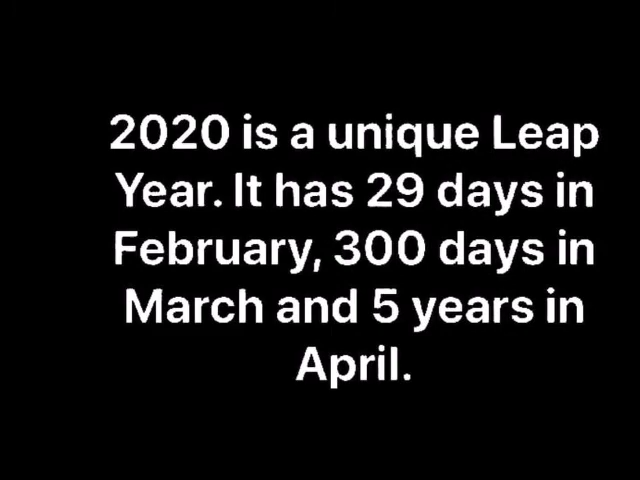 2020 is a unique Leap
Year. It has 29 days in
February, 300 days in
March and 5 years in
April.